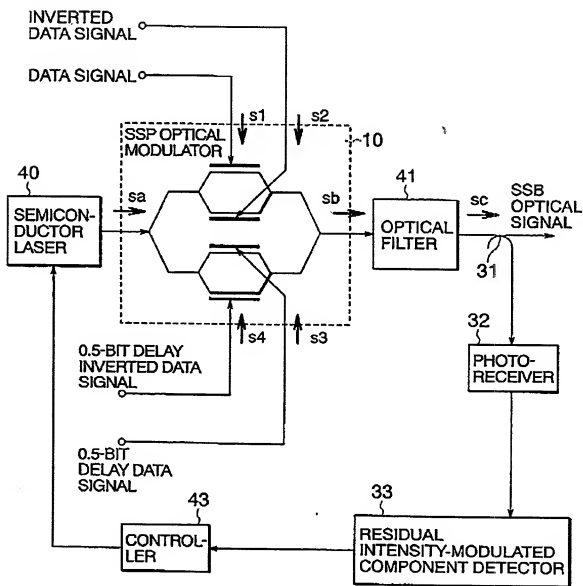 INVERTED
DATA SIGNAL
DATA SIGNAL
s1
s2
SSP OPTICAL
MODULATOR
10
40
SEMICON-
DUCTOR
LASER
sa
sb
41
OPTICAL
FILTER
sc
SSB
OPTICAL
SIGNAL
31
s4
s3
0.5-BIT DELAY
INVERTED DATA
SIGNAL
32
PHOTO-
RECEIVER
0.5-BIT
DELAY DATA
SIGNAL
43
CONTROL-
LER
33
RESIDUAL
INTENSITY-MODULATED
COMPONENT DETECTOR